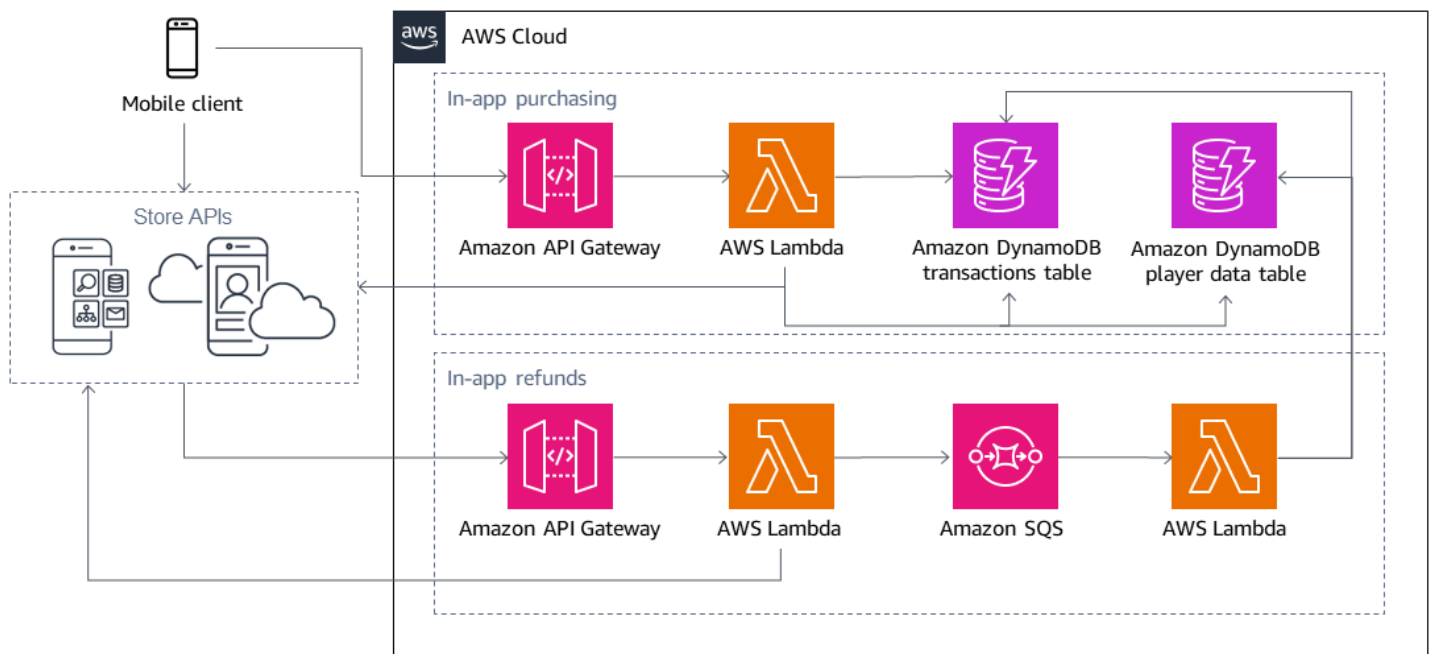 aws
AWS Cloud
Mobile client
In-app purchasing
Store APIs
</>
Amazon API Gateway
AWS Lambda
Amazon DynamoDB
transactions table
Amazon DynamoDB
player data table
In-app refunds
</>
Amazon API Gateway
AWS Lambda
Amazon SQS
AWS Lambda